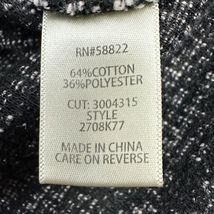 RN#58822
64%COTTON
36%POLYESTER
CUT: 3004315
STYLE
2708K77
MADE IN CHINA
CARE ON REVERSE